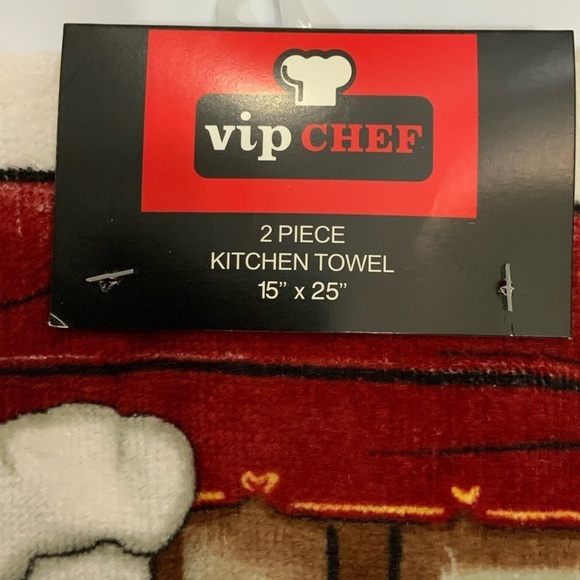 vip CHEF
2 PIECE
KITCHEN TOWEL
15” x 25”